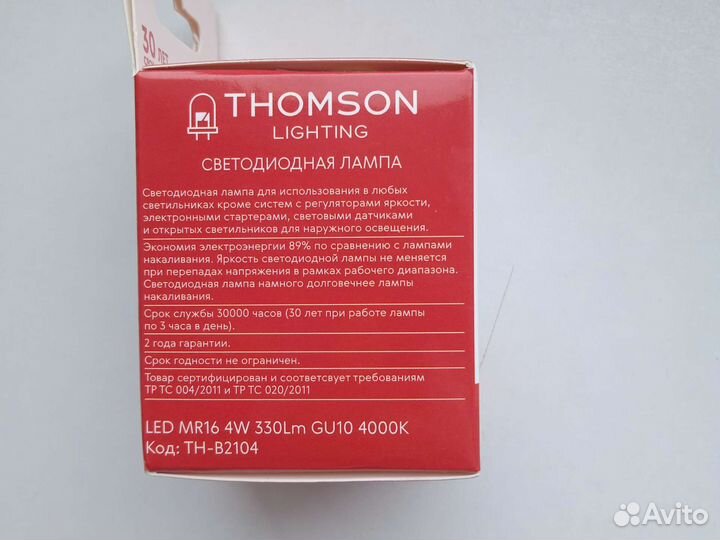 30 ЛЕТ
THOMSON
LIGHTING
СВЕТОДИОДНАЯ ЛАМПА
Светодиодная лампа для использования в любых
светильниках кроме систем с регуляторами яркости,
электронными стартерами, световыми датчиками
и открытых светильников для наружного освещения.
Экономия электроэнергии 89% по сравнению с лампами
накаливания. Яркость светодиодной лампы не меняется
при перепадах напряжения в рамках рабочего диапазона.
Светодиодная лампа намного долговечнее лампы
накаливания.
Срок службы 30000 часов (30 лет при работе лампы
по 3 часа в день).
2 года гарантии.
Срок годности не ограничен.
Товар сертифицирован и соответсвует требованиям
ТР ТС 004/2011 и ТР ТС 020/2011
LED MR16 4W 330Lm GU10 4000K
Код: TH-B2104
Avito